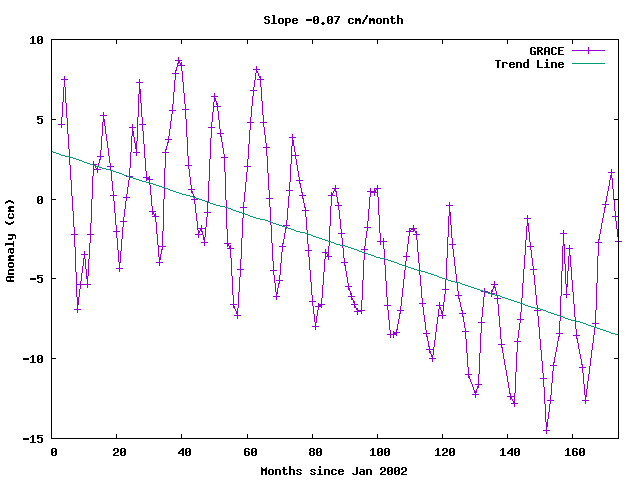 Slope -0.07 cm/month
GRACE
Trend Line
10
5
0
-5
-10
-15
Anomaly (cm)
0 20 40 60 80 100 120 140 160
Months since Jan 2002